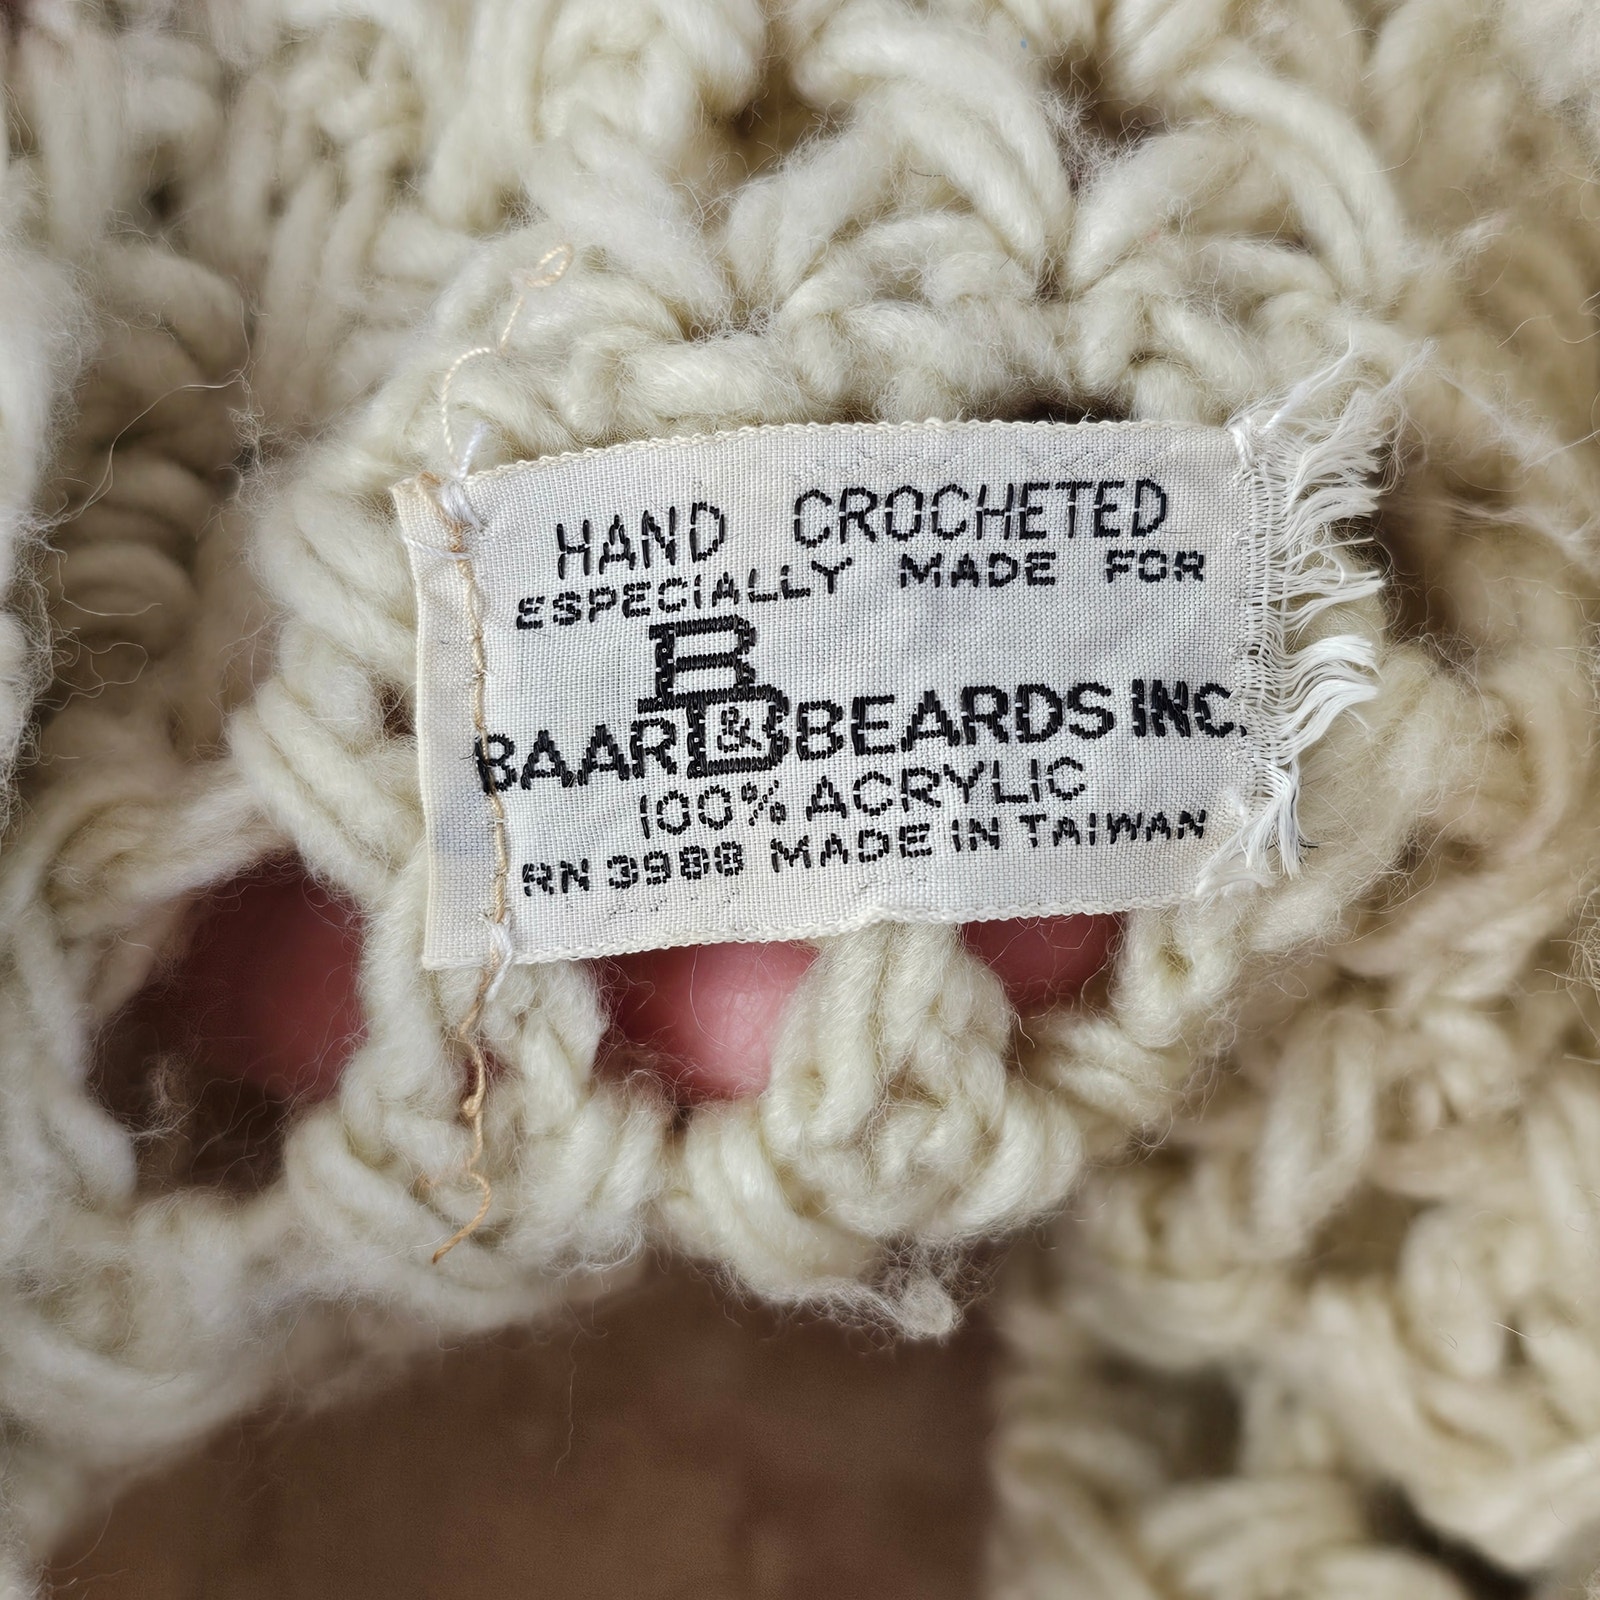 HAND CROCHETED
ESPECIALLY MADE FOR
B&B
BAAR BEARDS INC.
100% ACRYLIC
RN 3988 MADE IN TAIWAN